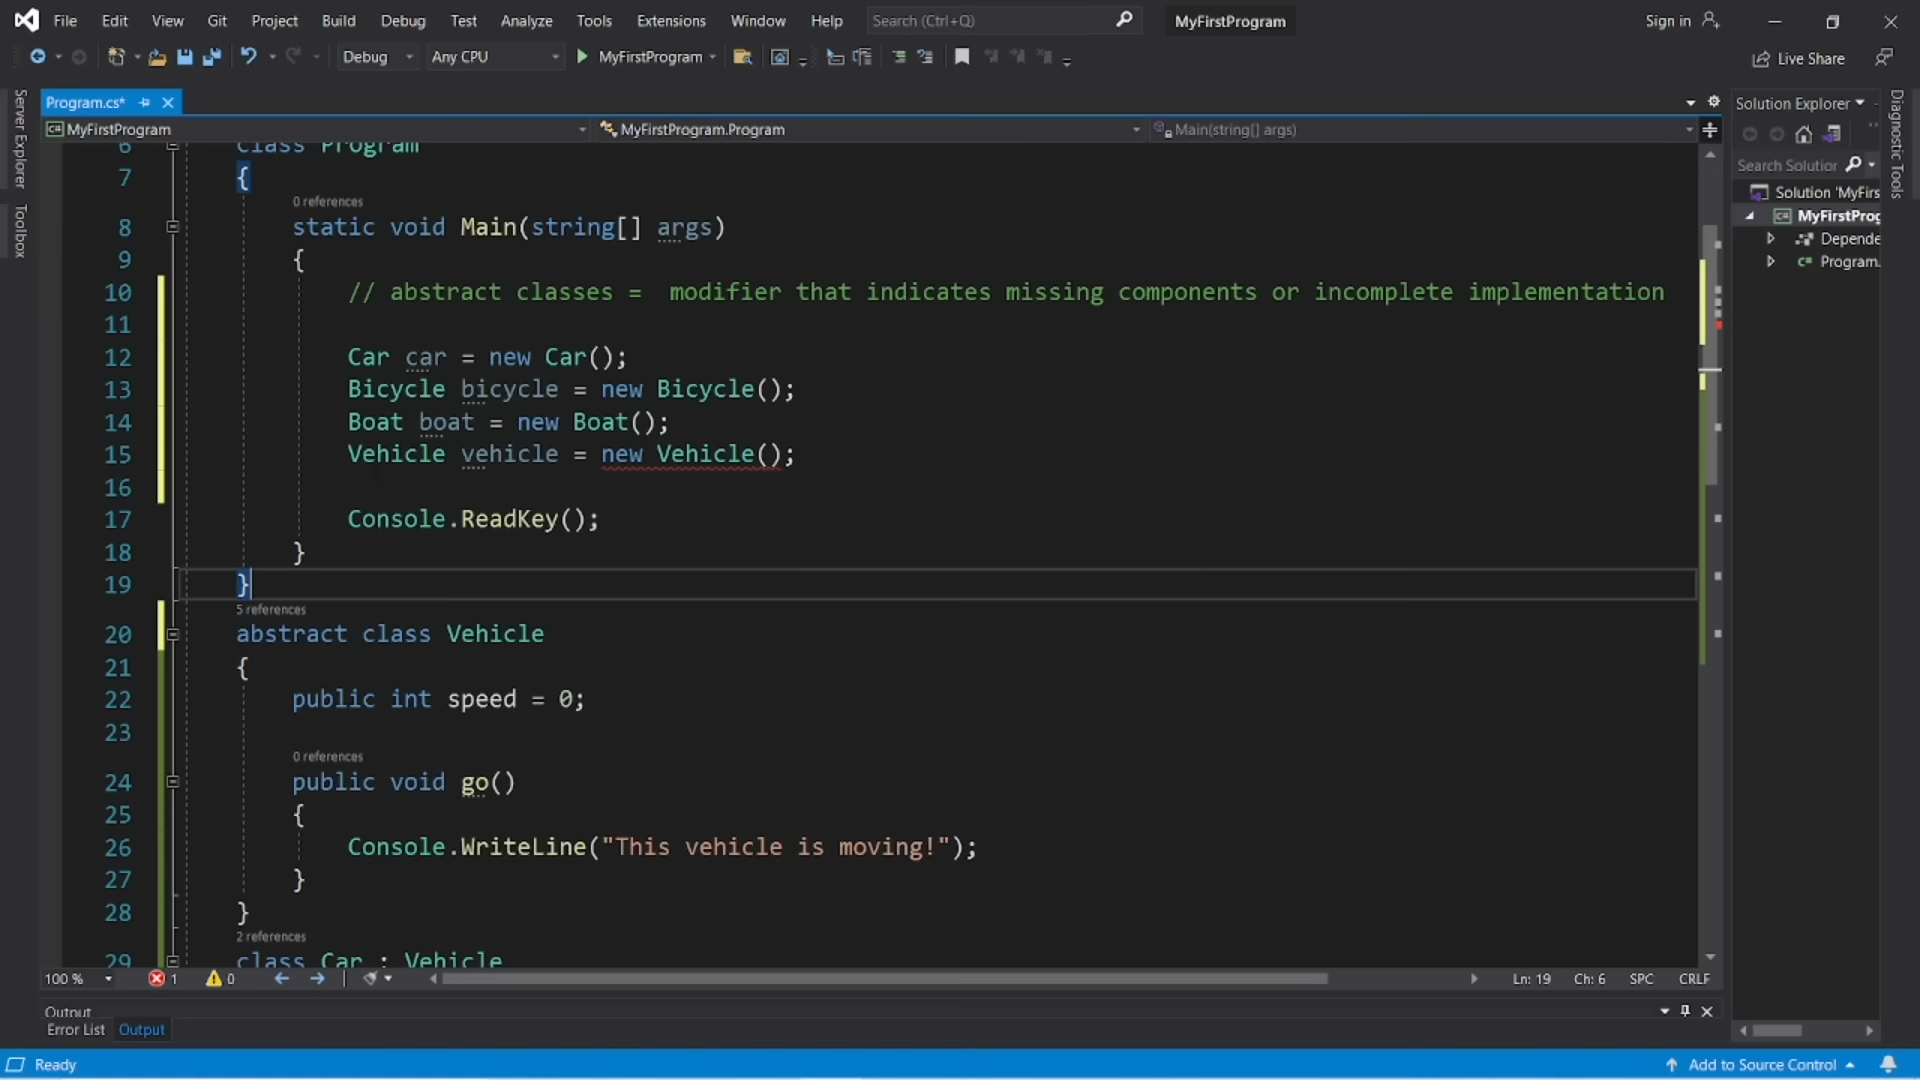 File Edit View Git Project Build Debug Test Analyze Tools Extensions Window Help Search (Ctrl+Q) MyFirstProgram Sign in
Debug Any CPU MyFirstProgram Live Share
Server Explorer
Toolbox
Program.cs*
MyFirstProgram MyFirstProgram.Program Main(string[] args)
6 class Program
7 {
0 references
8 static void Main(string[] args)
9 {
10 // abstract classes = modifier that indicates missing components or incomplete implementation
11
12 Car car = new Car();
13 Bicycle bicycle = new Bicycle();
14 Boat boat = new Boat();
15 Vehicle vehicle = new Vehicle();
16
17 Console.ReadKey();
18 }
19 }
5 references
20 abstract class Vehicle
21 {
22 public int speed = 0;
23
0 references
24 public void go()
25 {
26 Console.WriteLine("This vehicle is moving!");
27 }
28 }
2 references
29 class Car : Vehicle
100 % 1 0 Ln: 19 Ch: 6 SPC CRLF
Output
Error List Output
Ready Add to Source Control
Solution Explorer
Search Solution
Solution 'MyFirs
MyFirstProg
Depende
Program.
Diagnostic Tools